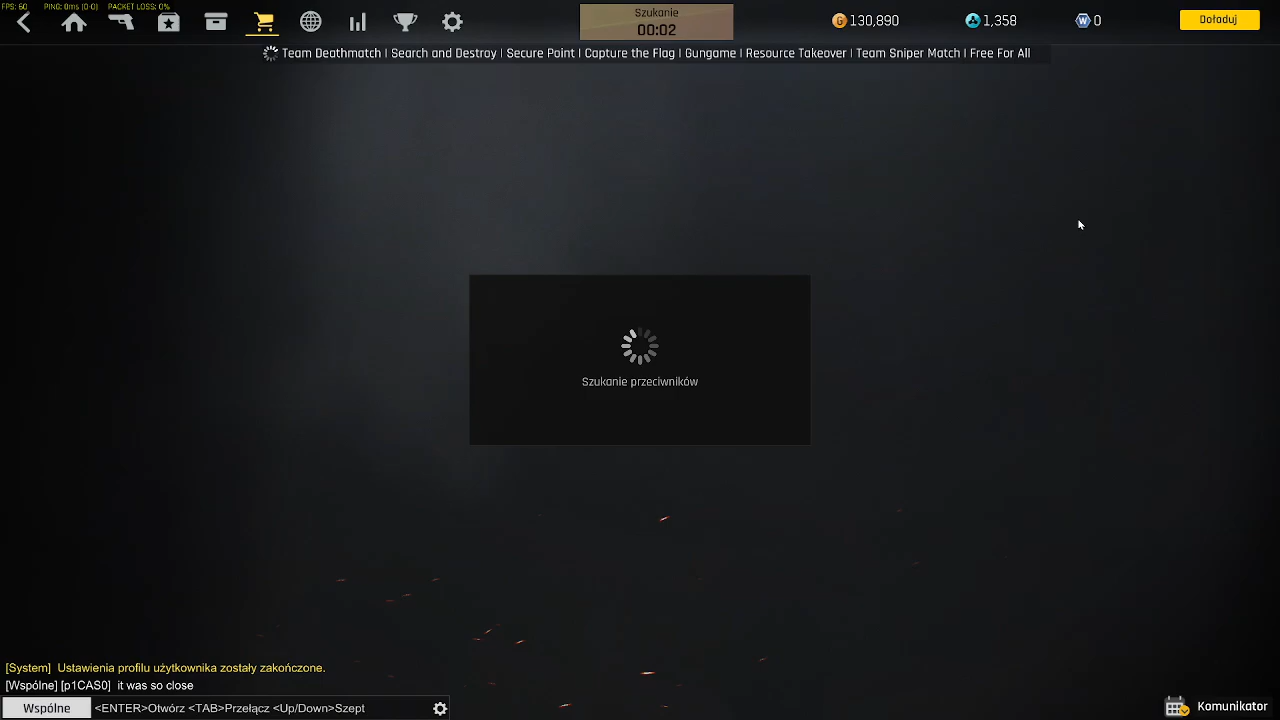 FPS: 60 PING: 0ms (0-0) PACKET LOSS: 0%
Szukanie
00:02
G 130,890
1,358
W 0
Doładuj
Team Deathmatch | Search and Destroy | Secure Point | Capture the Flag | Gungame | Resource Takeover | Team Sniper Match | Free For All
Szukanie przeciwników
[System] Ustawienia profilu użytkownika zostały zakończone.
[Wspólne] [p1CAS0] it was so close
Wspólne <ENTER>Otwórz <TAB>Przełącz <Up/Down>Szept
Komunikator